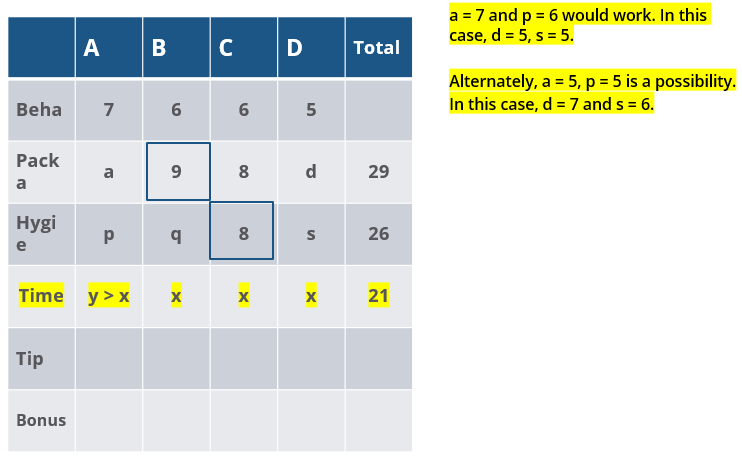 A B C D Total
Beha 7 6 6 5
Pack
a
a 9 8 d 29
Hygi
e
p q 8 s 26
Time y > x x x x 21
Tip
Bonus
a = 7 and p = 6 would work. In this
case, d = 5, s = 5.
Alternately, a = 5, p = 5 is a possibility.
In this case, d = 7 and s = 6.